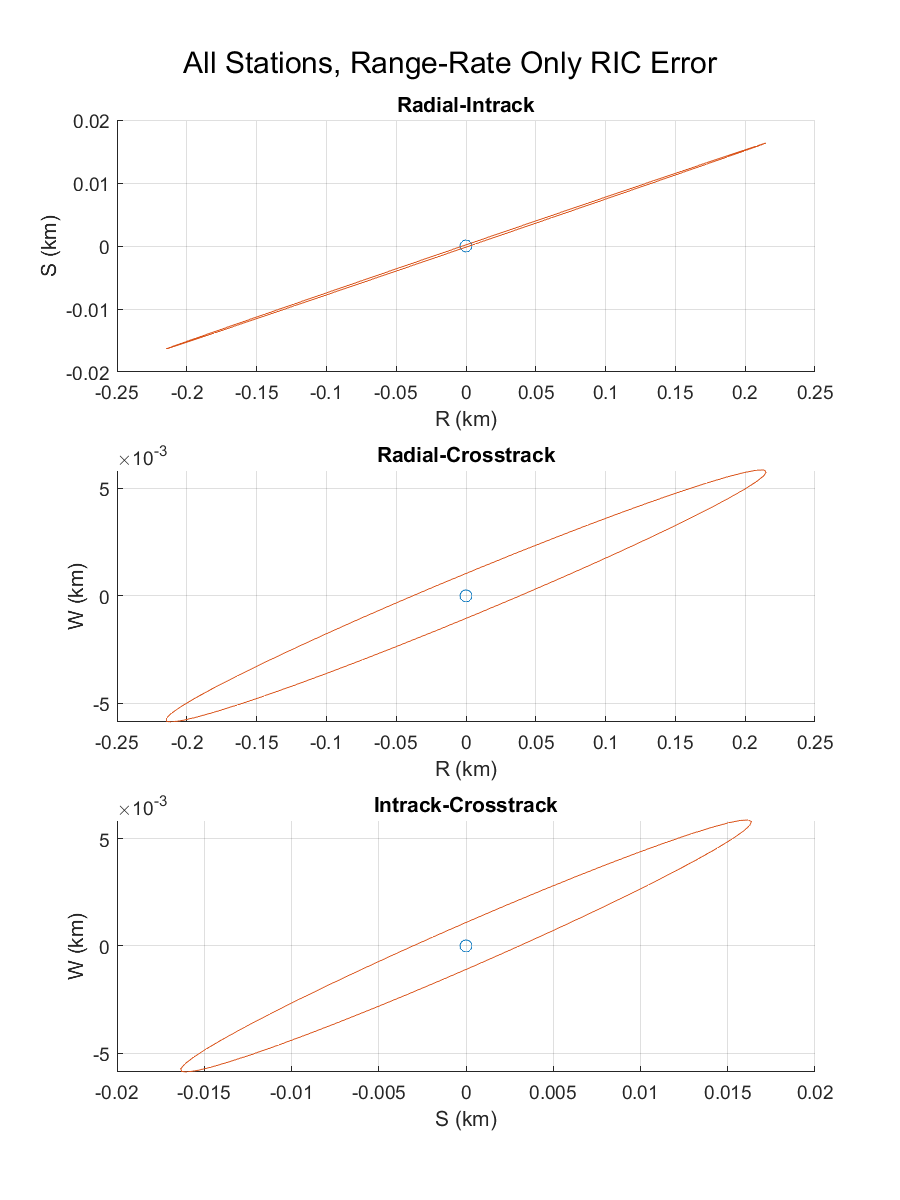 All Stations, Range-Rate Only RIC Error
Radial-Intrack
0.02
0.01
0
-0.01
-0.02
S (km)
-0.25 -0.2 -0.15 -0.1 -0.05 0 0.05 0.1 0.15 0.2 0.25
R (km)
Radial-Crosstrack
×10-3
5
0
-5
W (km)
-0.25 -0.2 -0.15 -0.1 -0.05 0 0.05 0.1 0.15 0.2 0.25
R (km)
Intrack-Crosstrack
×10-3
5
0
-5
W (km)
-0.02 -0.015 -0.01 -0.005 0 0.005 0.01 0.015 0.02
S (km)